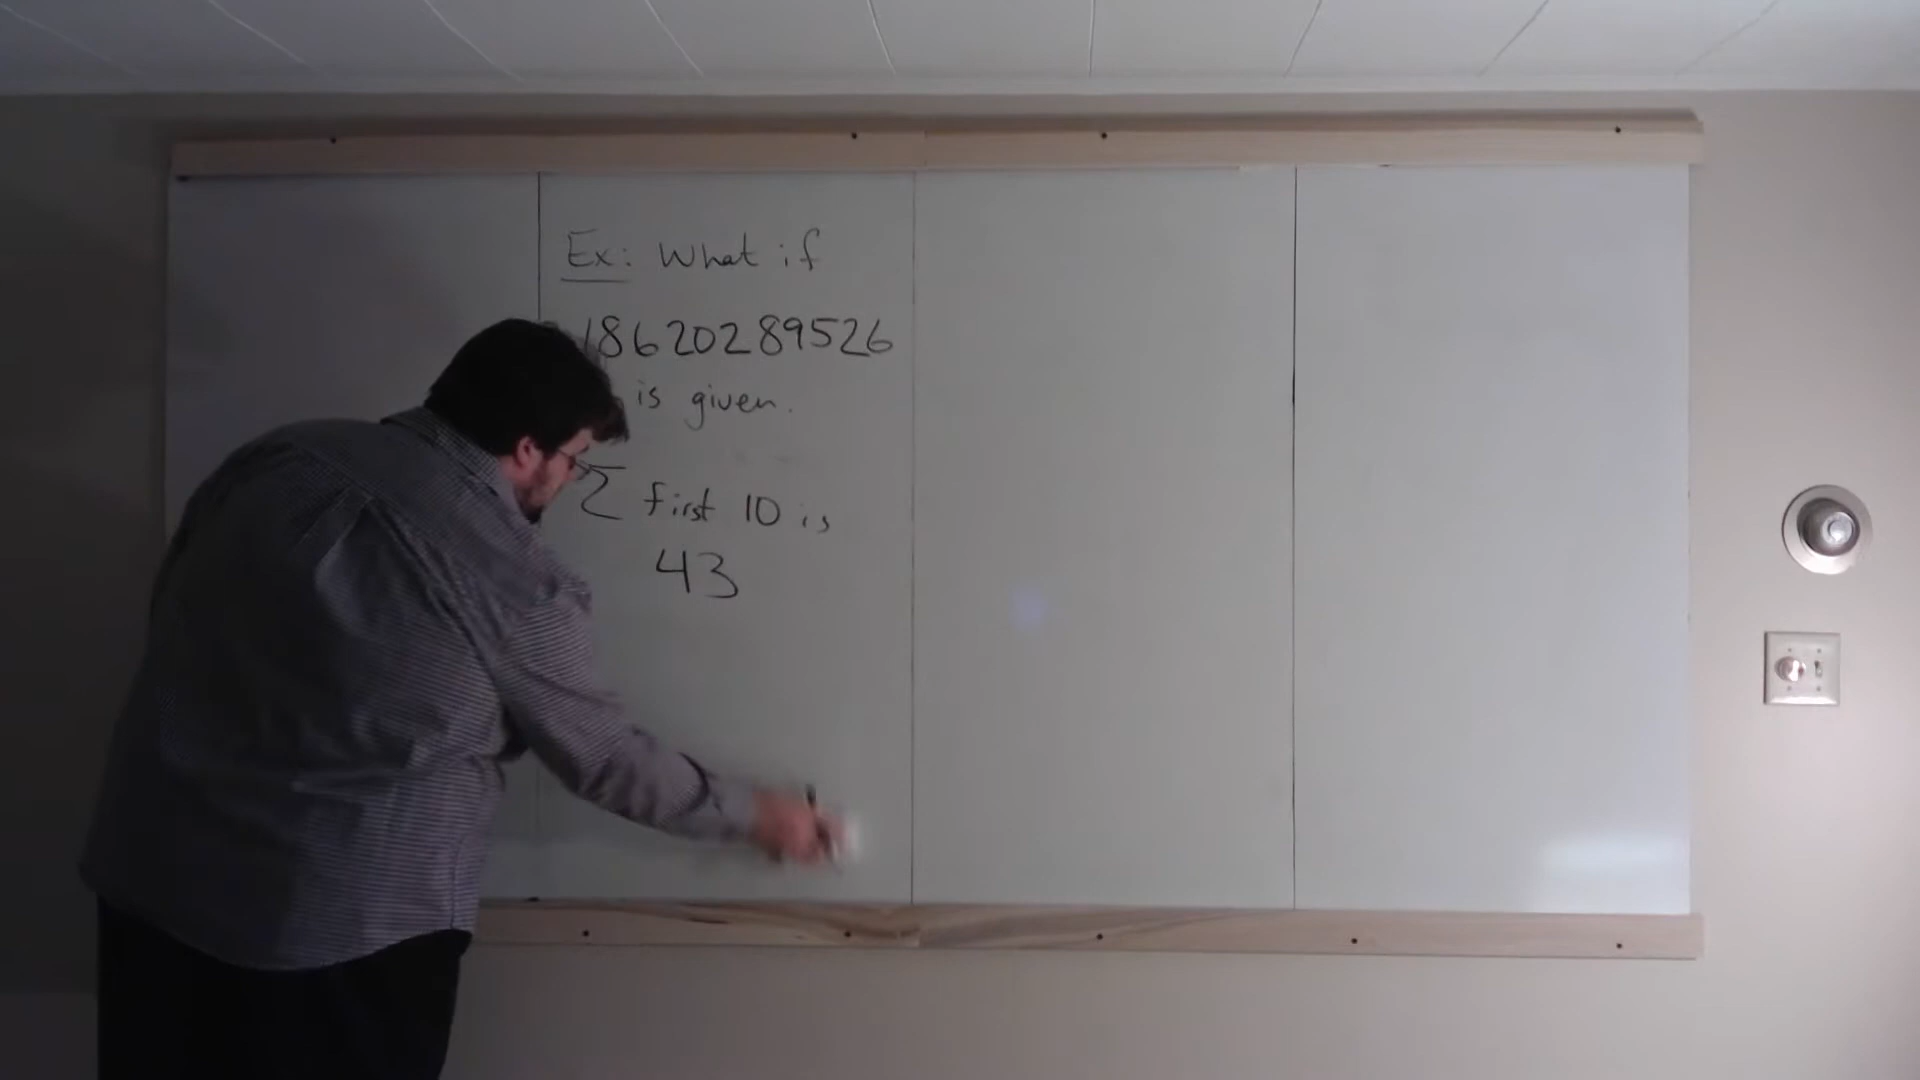 Ex: What if
18620289526
is given.
Σ first 10 is
43